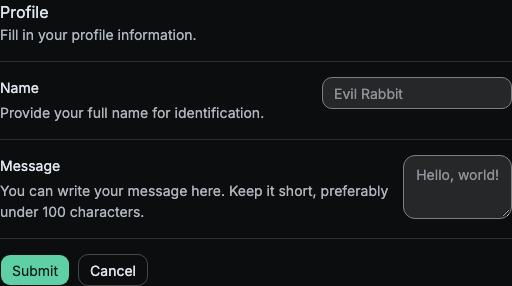 Profile
Fill in your profile information.
Name
Provide your full name for identification.
Evil Rabbit
Message
You can write your message here. Keep it short, preferably
under 100 characters.
Hello, world!
Submit
Cancel